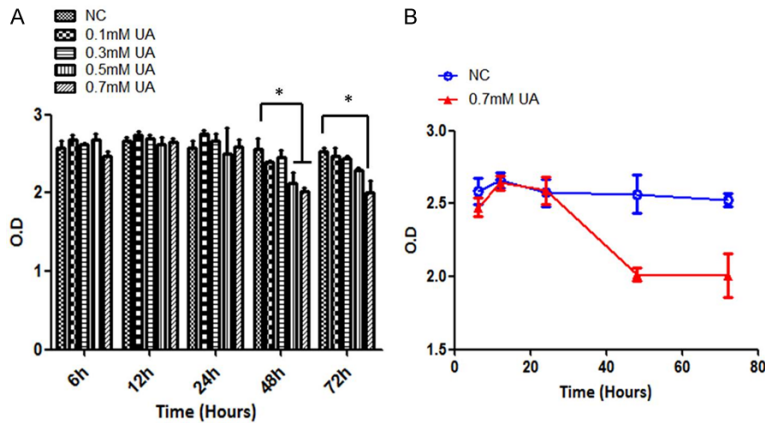 A
NC
0.1mM UA
0.3mM UA
0.5mM UA
0.7mM UA
* *
3
2
1
0
O.D
6h 12h 24h 48h 72h
Time (Hours)
B
NC
0.7mM UA
3.0
2.5
2.0
1.5
O.D
0 20 40 60 80
Time (Hours)